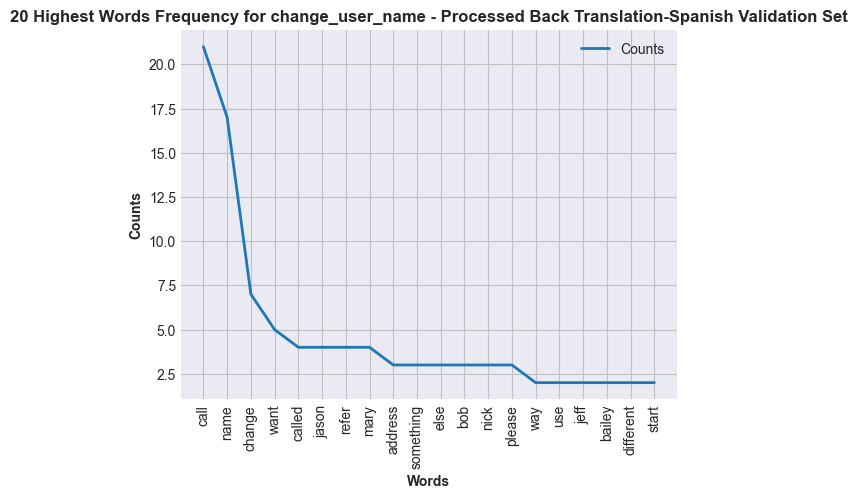 20 Highest Words Frequency for change_user_name - Processed Back Translation-Spanish Validation Set
Counts
20.0
17.5
15.0
12.5
10.0
7.5
5.0
2.5
Counts
call
name
change
want
called
jason
refer
mary
address
something
else
bob
nick
please
way
use
jeff
bailey
different
start
Words